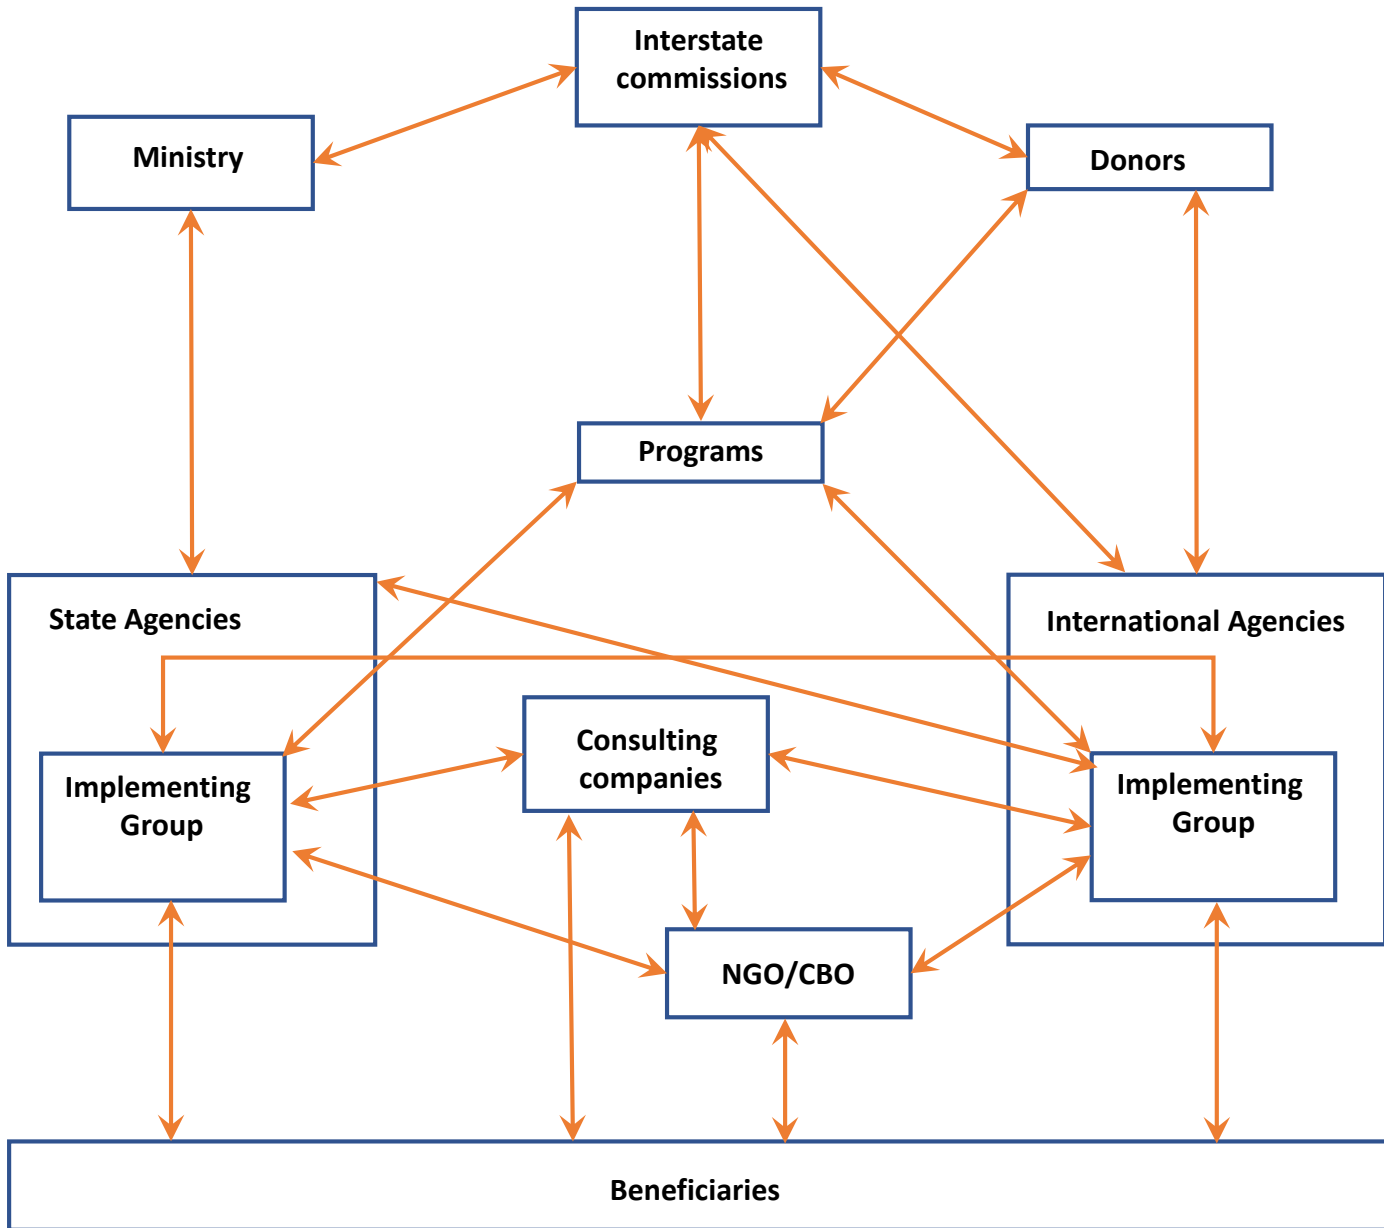 Interstate
commissions
Ministry
Donors
Programs
State Agencies
International Agencies
Consulting
companies
Implementing
Group
Implementing
Group
NGO/CBO
Beneficiaries